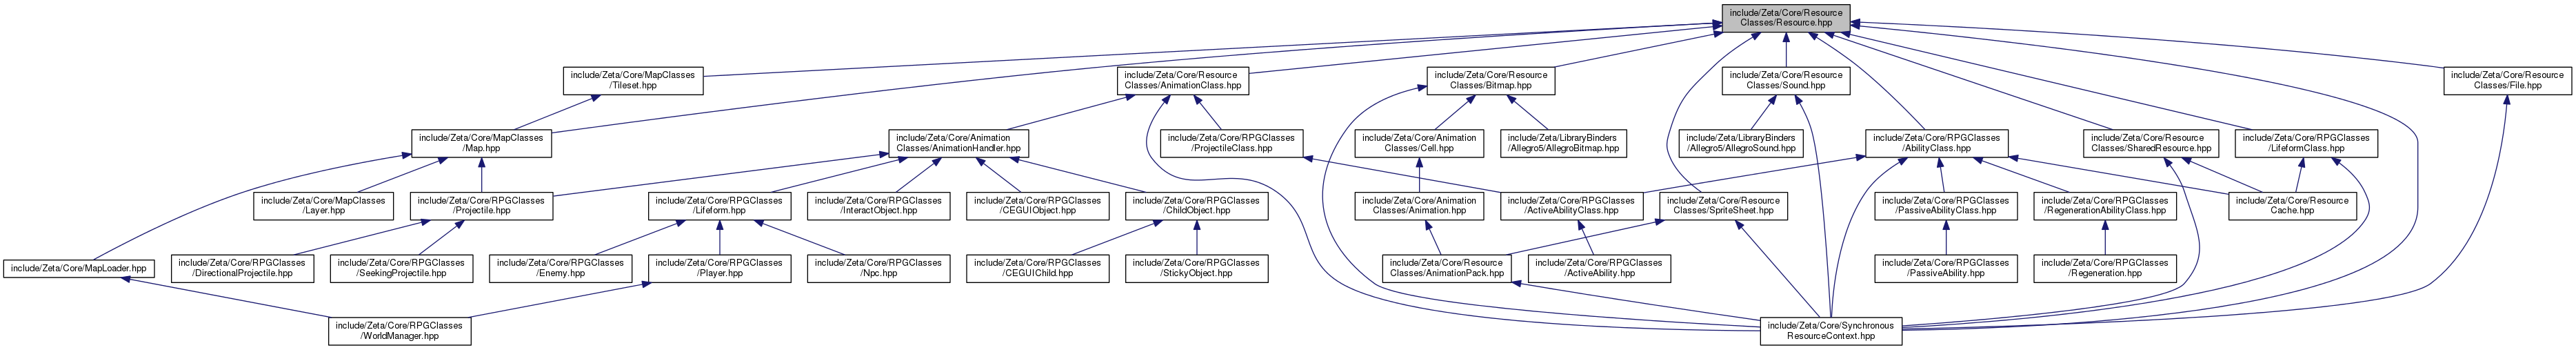 include/Zeta/Core/Resource
Classes/Resource.hpp
include/Zeta/Core/MapClasses
/Tileset.hpp
include/Zeta/Core/Resource
Classes/AnimationClass.hpp
include/Zeta/Core/Resource
Classes/Bitmap.hpp
include/Zeta/Core/Resource
Classes/Sound.hpp
include/Zeta/Core/Resource
Classes/File.hpp
include/Zeta/Core/MapClasses
/Map.hpp
include/Zeta/Core/Animation
Classes/AnimationHandler.hpp
include/Zeta/Core/RPGClasses
/ProjectileClass.hpp
include/Zeta/Core/Animation
Classes/Cell.hpp
include/Zeta/LibraryBinders
/Allegro5/AllegroBitmap.hpp
include/Zeta/LibraryBinders
/Allegro5/AllegroSound.hpp
include/Zeta/Core/RPGClasses
/AbilityClass.hpp
include/Zeta/Core/Resource
Classes/SharedResource.hpp
include/Zeta/Core/RPGClasses
/LifeformClass.hpp
include/Zeta/Core/MapClasses
/Layer.hpp
include/Zeta/Core/RPGClasses
/Projectile.hpp
include/Zeta/Core/RPGClasses
/Lifeform.hpp
include/Zeta/Core/RPGClasses
/InteractObject.hpp
include/Zeta/Core/RPGClasses
/CEGUIObject.hpp
include/Zeta/Core/RPGClasses
/ChildObject.hpp
include/Zeta/Core/Animation
Classes/Animation.hpp
include/Zeta/Core/RPGClasses
/ActiveAbilityClass.hpp
include/Zeta/Core/Resource
Classes/SpriteSheet.hpp
include/Zeta/Core/RPGClasses
/PassiveAbilityClass.hpp
include/Zeta/Core/RPGClasses
/RegenerationAbilityClass.hpp
include/Zeta/Core/Resource
Cache.hpp
include/Zeta/Core/MapLoader.hpp
include/Zeta/Core/RPGClasses
/DirectionalProjectile.hpp
include/Zeta/Core/RPGClasses
/SeekingProjectile.hpp
include/Zeta/Core/RPGClasses
/Enemy.hpp
include/Zeta/Core/RPGClasses
/Player.hpp
include/Zeta/Core/RPGClasses
/Npc.hpp
include/Zeta/Core/RPGClasses
/CEGUIChild.hpp
include/Zeta/Core/RPGClasses
/StickyObject.hpp
include/Zeta/Core/Resource
Classes/AnimationPack.hpp
include/Zeta/Core/RPGClasses
/ActiveAbility.hpp
include/Zeta/Core/RPGClasses
/PassiveAbility.hpp
include/Zeta/Core/RPGClasses
/Regeneration.hpp
include/Zeta/Core/RPGClasses
/WorldManager.hpp
include/Zeta/Core/Synchronous
ResourceContext.hpp